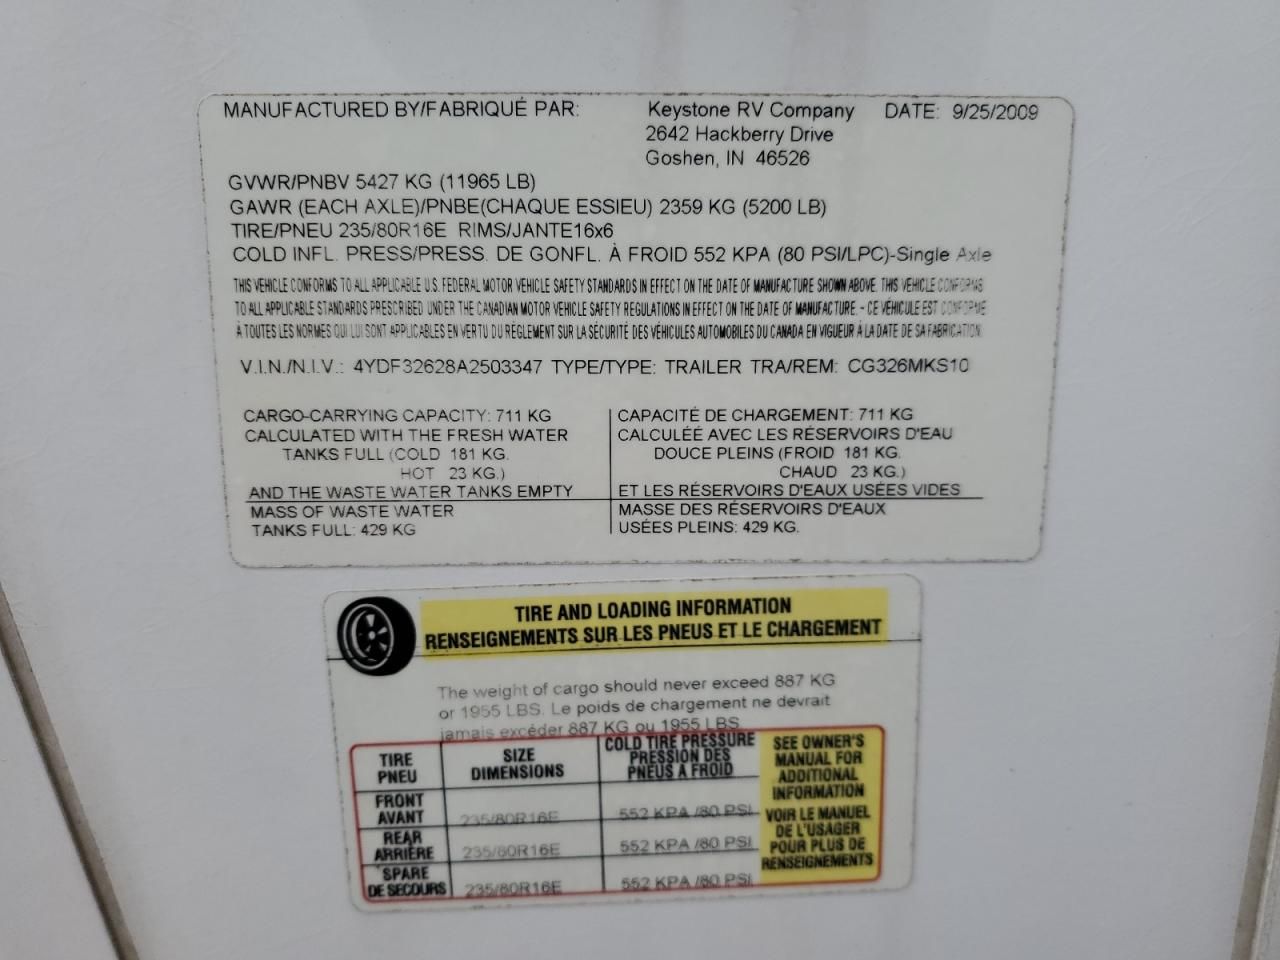 MANUFACTURED BY/FABRIQUÉ PAR: Keystone RV Company DATE: 9/25/2009
2642 Hackberry Drive
Goshen, IN 46526
GVWR/PNBV 5427 KG (11965 LB)
GAWR (EACH AXLE)/PNBE(CHAQUE ESSIEU) 2359 KG (5200 LB)
TIRE/PNEU 235/80R16E RIMS/JANTE16x6
COLD INFL. PRESS/PRESS. DE GONFL. À FROID 552 KPA (80 PSI/LPC)-Single Axle
THIS VEHICLE CONFORMS TO ALL APPLICABLE U.S. FEDERAL MOTOR VEHICLE SAFETY STANDARDS IN EFFECT ON THE DATE OF MANUFACTURE SHOWN ABOVE. THIS VEHICLE CONFORMS
TO ALL APPLICABLE STANDARDS PRESCRIBED UNDER THE CANADIAN MOTOR VEHICLE SAFETY REGULATIONS IN EFFECT ON THE DATE OF MANUFACTURE. - CE VÉHICULE EST CONFORME
À TOUTES LES NORMES QUI LUI SONT APPLICABLES EN VERTU DU RÈGLEMENT SUR LA SÉCURITÉ DES VÉHICULES AUTOMOBILES DU CANADA EN VIGUEUR À LA DATE DE SA FABRICATION.
V.I.N./N.I.V.: 4YDF32628A2503347 TYPE/TYPE: TRAILER TRA/REM: CG326MKS10
CARGO-CARRYING CAPACITY: 711 KG
CALCULATED WITH THE FRESH WATER
TANKS FULL (COLD 181 KG.
HOT 23 KG.)
AND THE WASTE WATER TANKS EMPTY
MASS OF WASTE WATER
TANKS FULL: 429 KG
CAPACITÉ DE CHARGEMENT: 711 KG
CALCULÉE AVEC LES RÉSERVOIRS D'EAU
DOUCE PLEINS (FROID 181 KG.
CHAUD 23 KG.)
ET LES RÉSERVOIRS D'EAUX USÉES VIDES
MASSE DES RÉSERVOIRS D'EAUX
USÉES PLEINS: 429 KG.
TIRE AND LOADING INFORMATION
RENSEIGNEMENTS SUR LES PNEUS ET LE CHARGEMENT
The weight of cargo should never exceed 887 KG
or 1955 LBS. Le poids de chargement ne devrait
jamais excéder 887 KG ou 1955 LBS
TIRE
PNEU
SIZE
DIMENSIONS
COLD TIRE PRESSURE
PRESSION DES
PNEUS A FROID
FRONT
AVANT
235/80R16E
552 KPA /80 PSI
REAR
ARRIÈRE
235/80R16E
552 KPA /80 PSI
SPARE
DE SECOURS
235/80R16E
552 KPA /80 PSI
SEE OWNER'S
MANUAL FOR
ADDITIONAL
INFORMATION
VOIR LE MANUEL
DE L'USAGER
POUR PLUS DE
RENSEIGNEMENTS